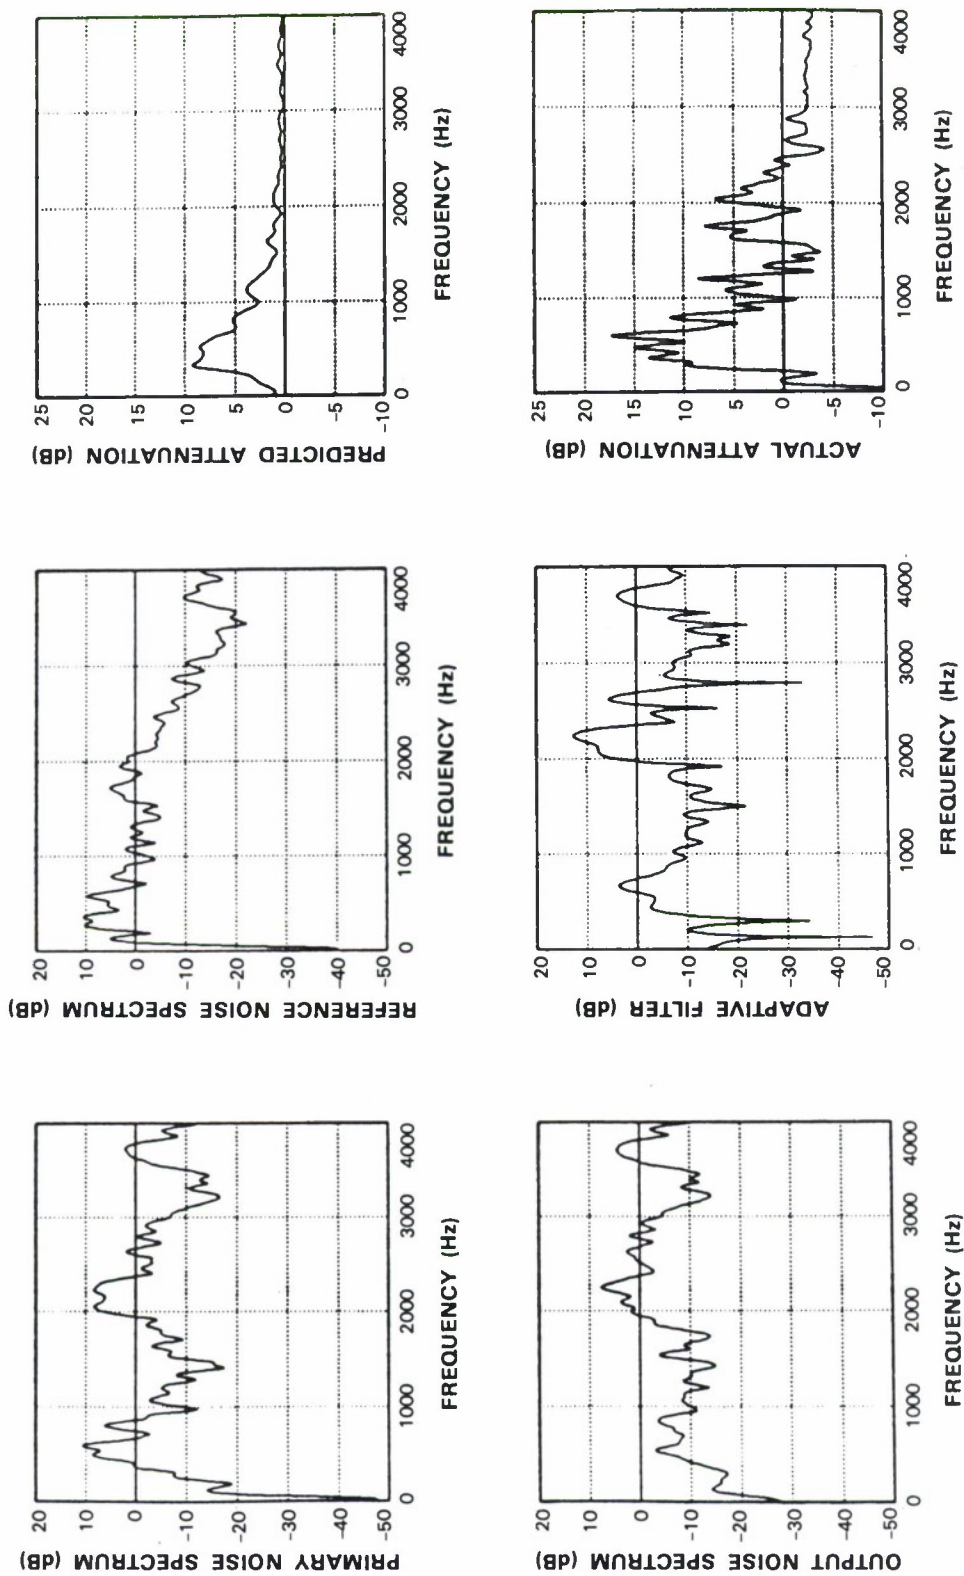 PRIMARY NOISE SPECTRUM (dB)
20
10
0
-10
-20
-30
-40
-50
0 1000 2000 3000 4000
FREQUENCY (Hz)
REFERENCE NOISE SPECTRUM (dB)
20
10
0
-10
-20
-30
-40
-50
0 1000 2000 3000 4000
FREQUENCY (Hz)
PREDICTED ATTENUATION (dB)
25
20
15
10
5
0
-5
-10
0 1000 2000 3000 4000
FREQUENCY (Hz)
OUTPUT NOISE SPECTRUM (dB)
20
10
0
-10
-20
-30
-40
-50
0 1000 2000 3000 4000
FREQUENCY (Hz)
ADAPTIVE FILTER (dB)
20
10
0
-10
-20
-30
-40
-50
0 1000 2000 3000 4000
FREQUENCY (Hz)
ACTUAL ATTENUATION (dB)
25
20
15
10
5
0
-5
-10
0 1000 2000 3000 4000
FREQUENCY (Hz)